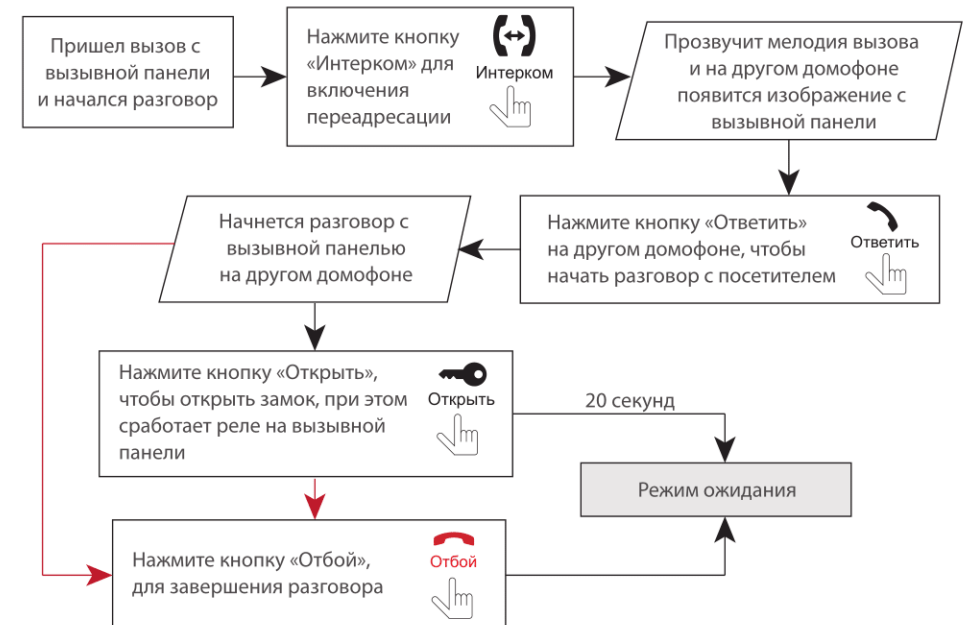 Пришел вызов с
вызывной панели
и начался разговор
Нажмите кнопку
«Интерком» для
включения
переадресации
Интерком
Прозвучит мелодия вызова
и на другом домофоне
появится изображение с
вызывной панели
Нажмите кнопку «Ответить»
на другом домофоне, чтобы
начать разговор с посетителем
Ответить
Начнется разговор с
вызывной панелью
на другом домофоне
Нажмите кнопку «Открыть»,
чтобы открыть замок, при этом
сработает реле на вызывной
панели
Открыть
20 секунд
Режим ожидания
Нажмите кнопку «Отбой»,
для завершения разговора
Отбой